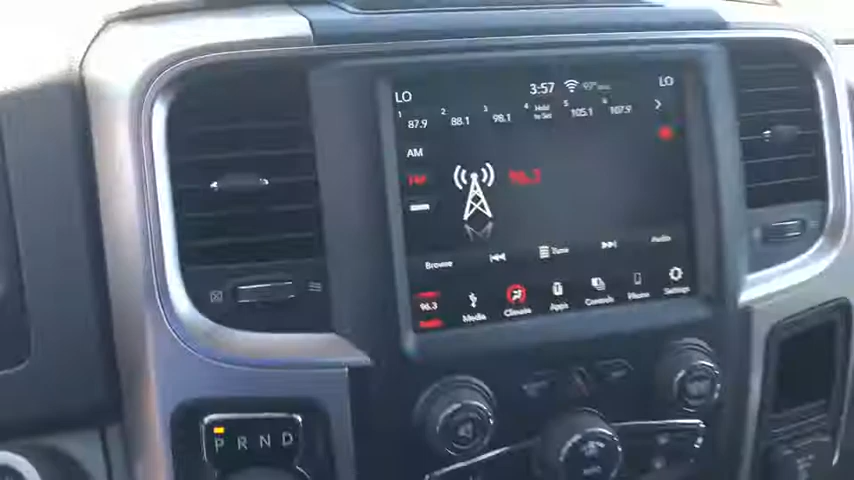 LO 3:57 LO
1 87.9 2 88.1 3 98.1 4 Hold to Set 5 105.1 6 107.9
AM
FM
96.3
Browse Tune Audio
96.3 Media Climate Apps Controls Phone Settings
P R N D